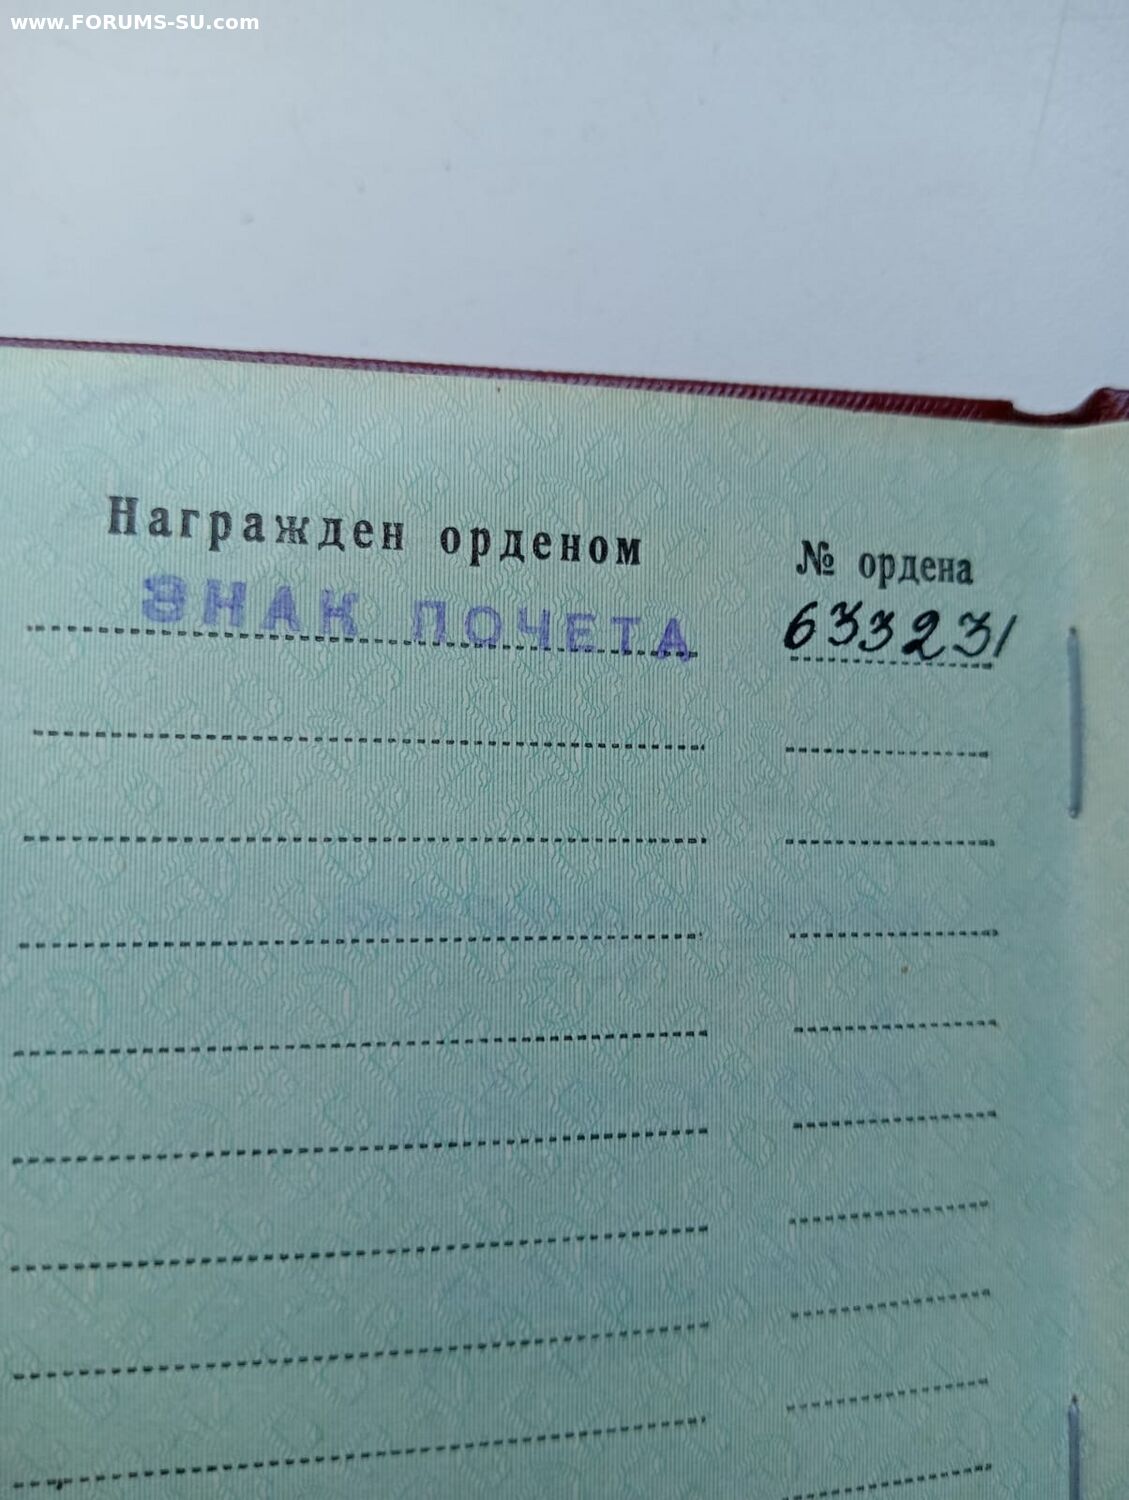 www.FORUMS-SU.com
Награжден орденом № ордена
ЗНАК ПОЧЕТА 633231